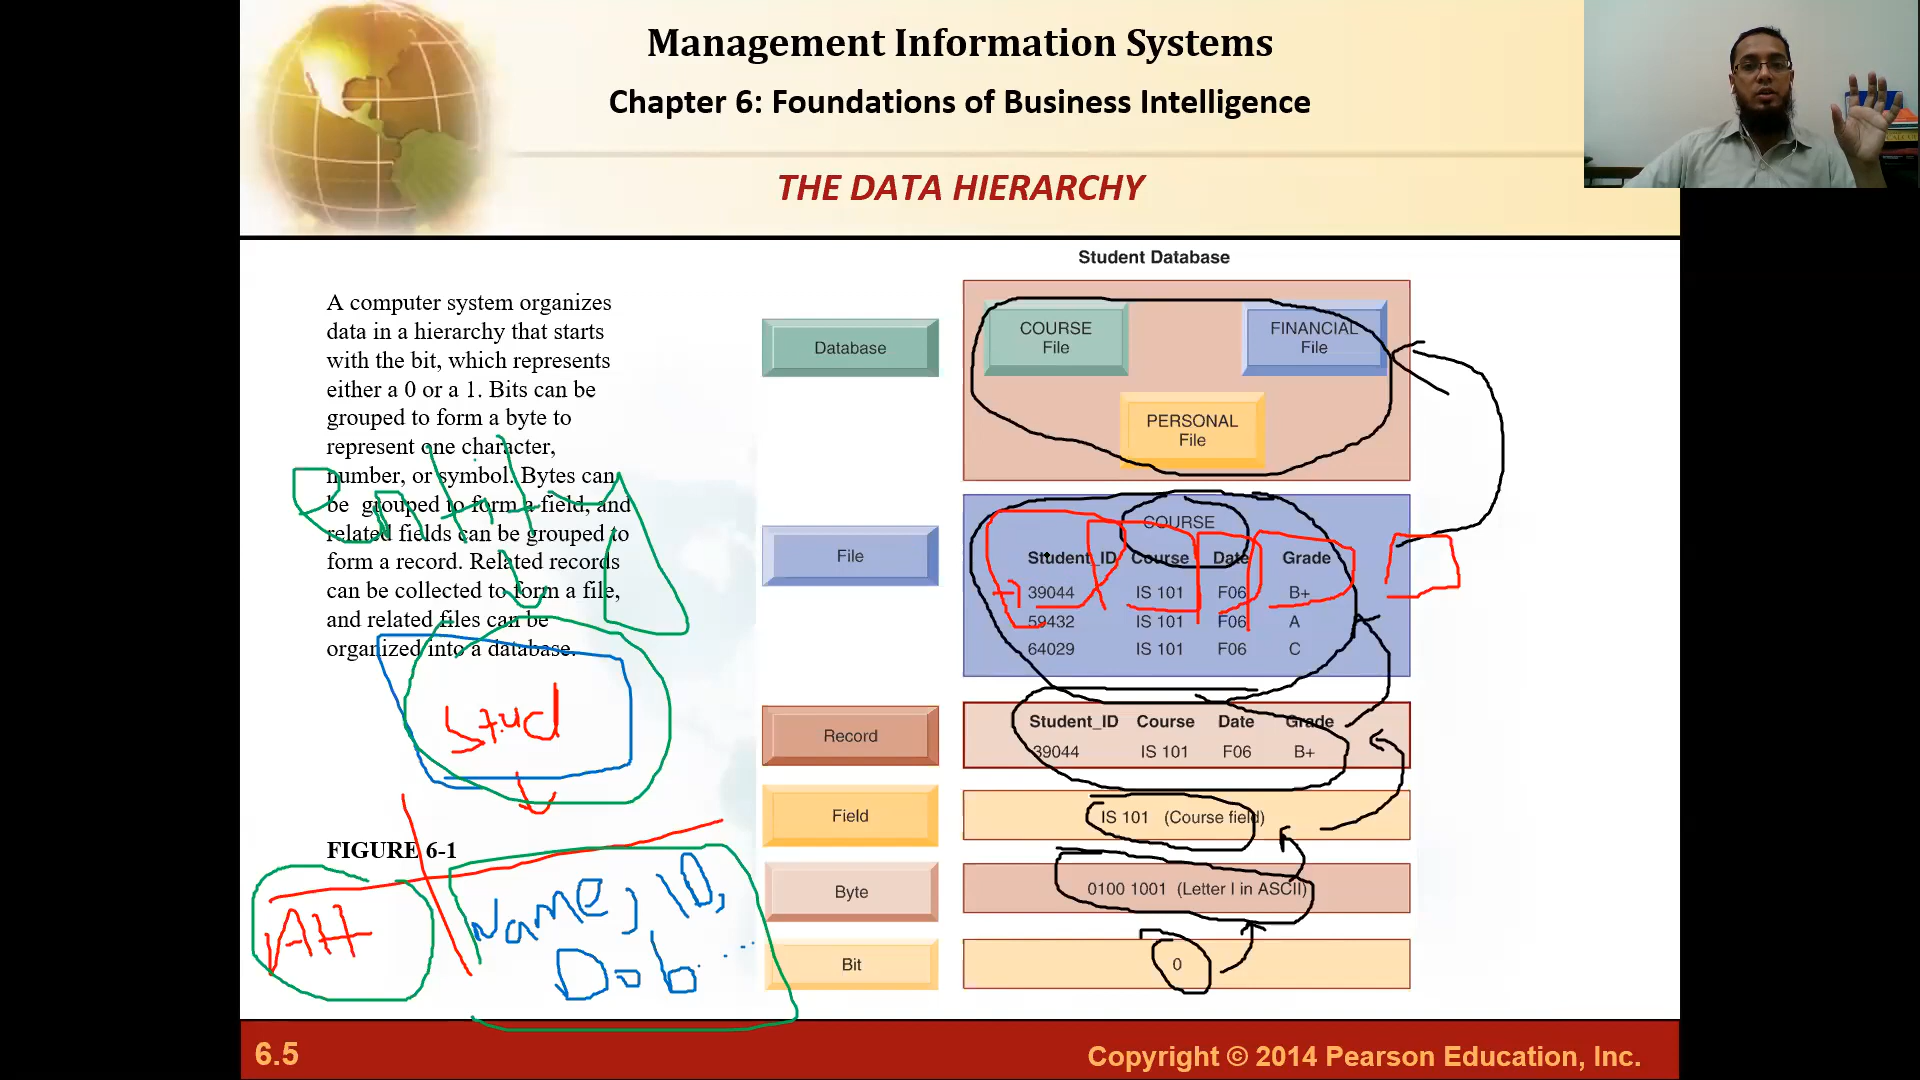 Management Information Systems
Chapter 6: Foundations of Business Intelligence
THE DATA HIERARCHY
A computer system organizes
data in a hierarchy that starts
with the bit, which represents
either a 0 or a 1. Bits can be
grouped to form a byte to
represent one character,
number, or symbol. Bytes can
be grouped to form a field, and
related fields can be grouped to
form a record. Related records
can be collected to form a file,
and related files can be
organized into a database.
Entity
Stud
FIGURE 6-1
Att
Name, ID,
Dob
Student Database
Database
COURSE
File
FINANCIAL
File
PERSONAL
File
File
COURSE
Student_ID Course Date Grade
39044 IS 101 F06 B+
59432 IS 101 F06 A
64029 IS 101 F06 C
Record
Student_ID Course Date Grade
39044 IS 101 F06 B+
Field
IS 101 (Course field)
Byte
0100 1001 (Letter I in ASCII)
Bit
0
6.5
Copyright © 2014 Pearson Education, Inc.